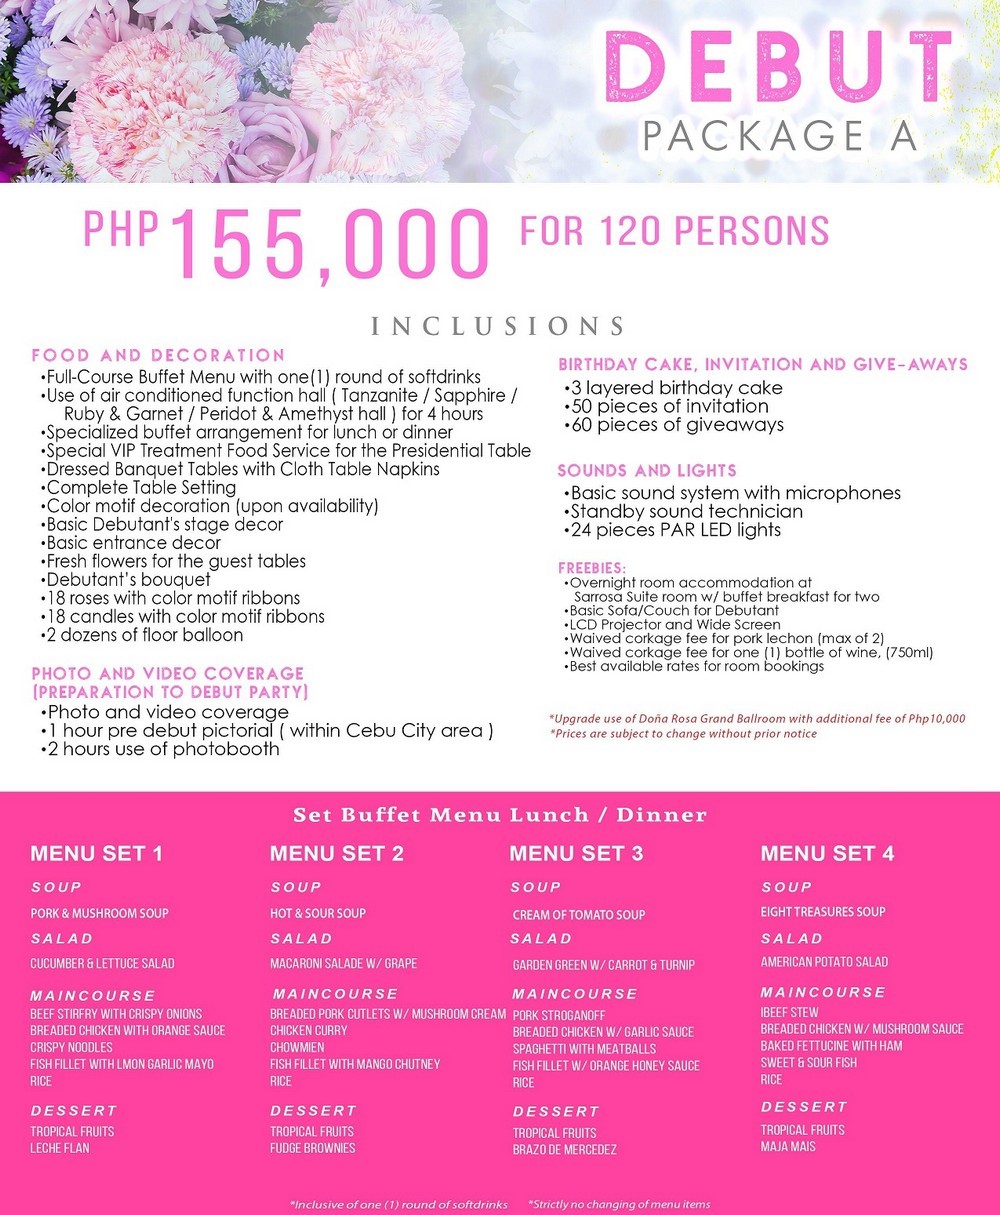 DEBUT
PACKAGE A
PHP 155,000 FOR 120 PERSONS
INCLUSIONS
FOOD AND DECORATION
•Full-Course Buffet Menu with one(1) round of softdrinks
•Use of air conditioned function hall ( Tanzanite / Sapphire /
Ruby & Garnet / Peridot & Amethyst hall ) for 4 hours
•Specialized buffet arrangement for lunch or dinner
•Special VIP Treatment Food Service for the Presidential Table
•Dressed Banquet Tables with Cloth Table Napkins
•Complete Table Setting
•Color motif decoration (upon availability)
•Basic Debutant's stage decor
•Basic entrance decor
•Fresh flowers for the guest tables
•Debutant's bouquet
•18 roses with color motif ribbons
•18 candles with color motif ribbons
•2 dozens of floor balloon
PHOTO AND VIDEO COVERAGE
(PREPARATION TO DEBUT PARTY)
•Photo and video coverage
•1 hour pre debut pictorial ( within Cebu City area )
•2 hours use of photobooth
BIRTHDAY CAKE, INVITATION AND GIVE-AWAYS
•3 layered birthday cake
•50 pieces of invitation
•60 pieces of giveaways
SOUNDS AND LIGHTS
•Basic sound system with microphones
•Standby sound technician
•24 pieces PAR LED lights
FREEBIES:
•Overnight room accommodation at
Sarrosa Suite room w/ buffet breakfast for two
•Basic Sofa/Couch for Debutant
•LCD Projector and Wide Screen
•Waived corkage fee for pork lechon (max of 2)
•Waived corkage fee for one (1) bottle of wine, (750ml)
•Best available rates for room bookings
*Upgrade use of Doña Rosa Grand Ballroom with additional fee of Php10,000
*Prices are subject to change without prior notice
Set Buffet Menu Lunch / Dinner
MENU SET 1
SOUP
PORK & MUSHROOM SOUP
SALAD
CUCUMBER & LETTUCE SALAD
MAINCOURSE
BEEF STIRFRY WITH CRISPY ONIONS
BREADED CHICKEN WITH ORANGE SAUCE
CRISPY NOODLES
FISH FILLET WITH LMON GARLIC MAYO
RICE
DESSERT
TROPICAL FRUITS
LECHE FLAN
MENU SET 2
SOUP
HOT & SOUR SOUP
SALAD
MACARONI SALADE W/ GRAPE
MAINCOURSE
BREADED PORK CUTLETS W/ MUSHROOM CREAM
CHICKEN CURRY
CHOWMIEN
FISH FILLET WITH MANGO CHUTNEY
RICE
DESSERT
TROPICAL FRUITS
FUDGE BROWNIES
MENU SET 3
SOUP
CREAM OF TOMATO SOUP
SALAD
GARDEN GREEN W/ CARROT & TURNIP
MAINCOURSE
PORK STROGANOFF
BREADED CHICKEN W/ GARLIC SAUCE
SPAGHETTI WITH MEATBALLS
FISH FILLET W/ ORANGE HONEY SAUCE
RICE
DESSERT
TROPICAL FRUITS
BRAZO DE MERCEDEZ
MENU SET 4
SOUP
EIGHT TREASURES SOUP
SALAD
AMERICAN POTATO SALAD
MAINCOURSE
IBEEF STEW
BREADED CHICKEN W/ MUSHROOM SAUCE
BAKED FETTUCINE WITH HAM
SWEET & SOUR FISH
RICE
DESSERT
TROPICAL FRUITS
MAJA MAIS
*Inclusive of one (1) round of softdrinks *Strictly no changing of menu items